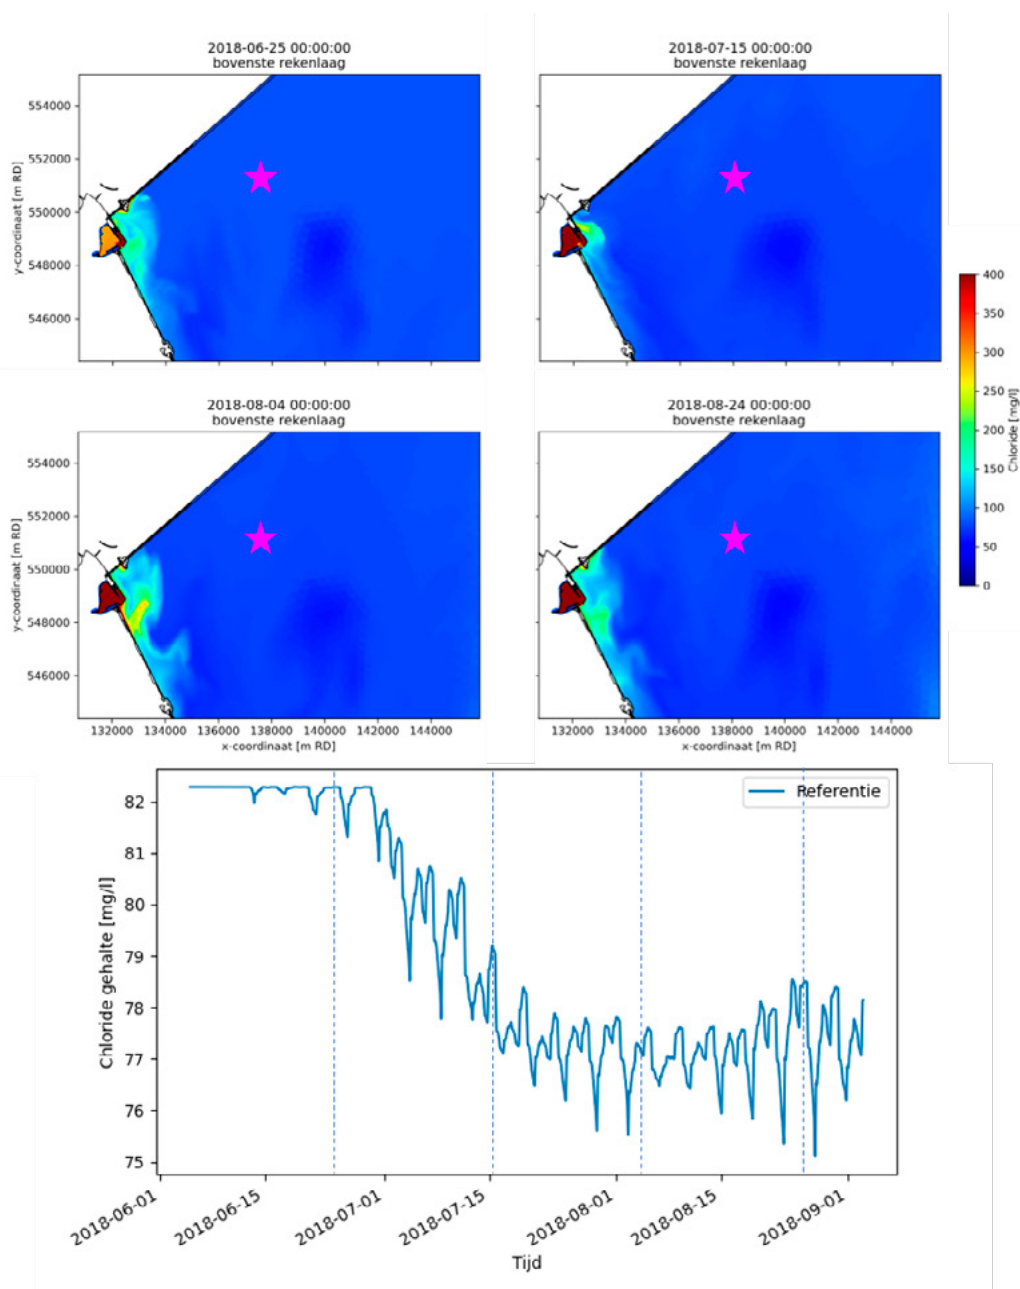 2018-06-25 00:00:00
bovenste rekenlaag
2018-07-15 00:00:00
bovenste rekenlaag
y-coordinaat [m RD]
554000
552000
550000
548000
546000
2018-08-04 00:00:00
bovenste rekenlaag
2018-08-24 00:00:00
bovenste rekenlaag
y-coordinaat [m RD]
554000
552000
550000
548000
546000
132000 134000 136000 138000 140000 142000 144000
x-coordinaat [m RD]
132000 134000 136000 138000 140000 142000 144000
x-coordinaat [m RD]
400
350
300
250
200
150
100
50
0
Chloride [mg/l]
Referentie
Chloride gehalte [mg/l]
82
81
80
79
78
77
76
75
2018-06-01
2018-06-15
2018-07-01
2018-07-15
2018-08-01
2018-08-15
2018-09-01
Tijd